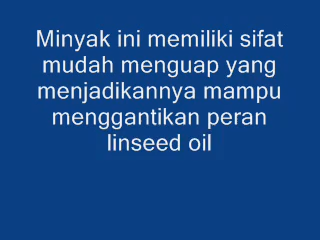 Minyak ini memiliki sifat
mudah menguap yang
menjadikannya mampu
menggantikan peran
linseed oil